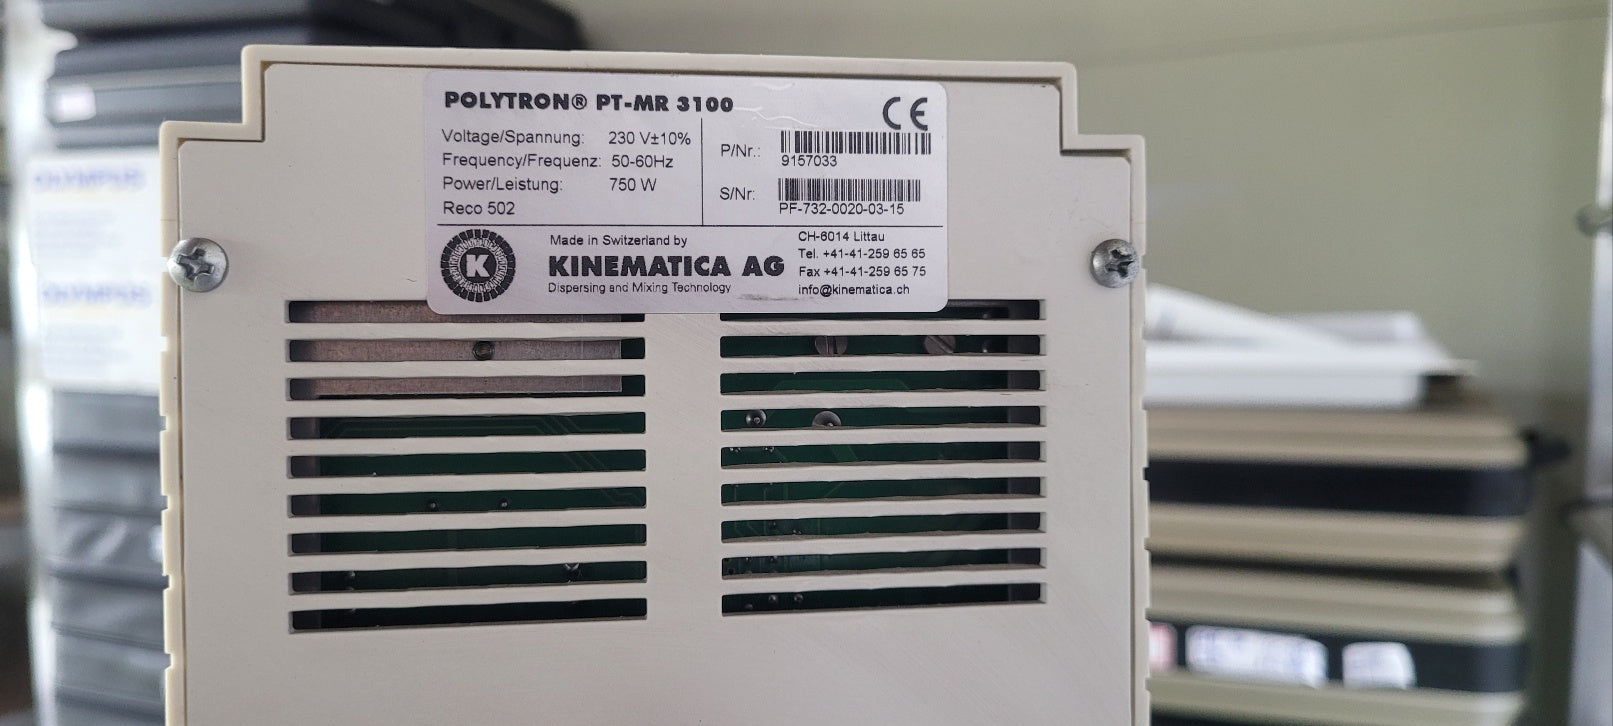 POLYTRON® PT-MR 3100
CE
Voltage/Spannung: 230 V±10%
Frequency/Frequenz: 50-60Hz
Power/Leistung: 750 W
Reco 502
P/Nr.:
9157033
S/Nr:
PF-732-0020-03-15
K
Made in Switzerland by
KINEMATICA AG
Dispersing and Mixing Technology
CH-6014 Littau
Tel. +41-41-259 65 65
Fax +41-41-259 65 75
info@kinematica.ch
OLYMPUS
OLYMPUS